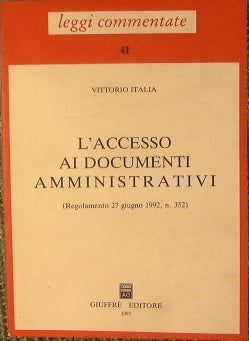 leggi commentate
41
VITTORIO ITALIA
L'ACCESSO
AI DOCUMENTI
AMMINISTRATIVI
(Regolamento 27 giugno 1992, n. 352)
GIUFFRÈ EDITORE
1992